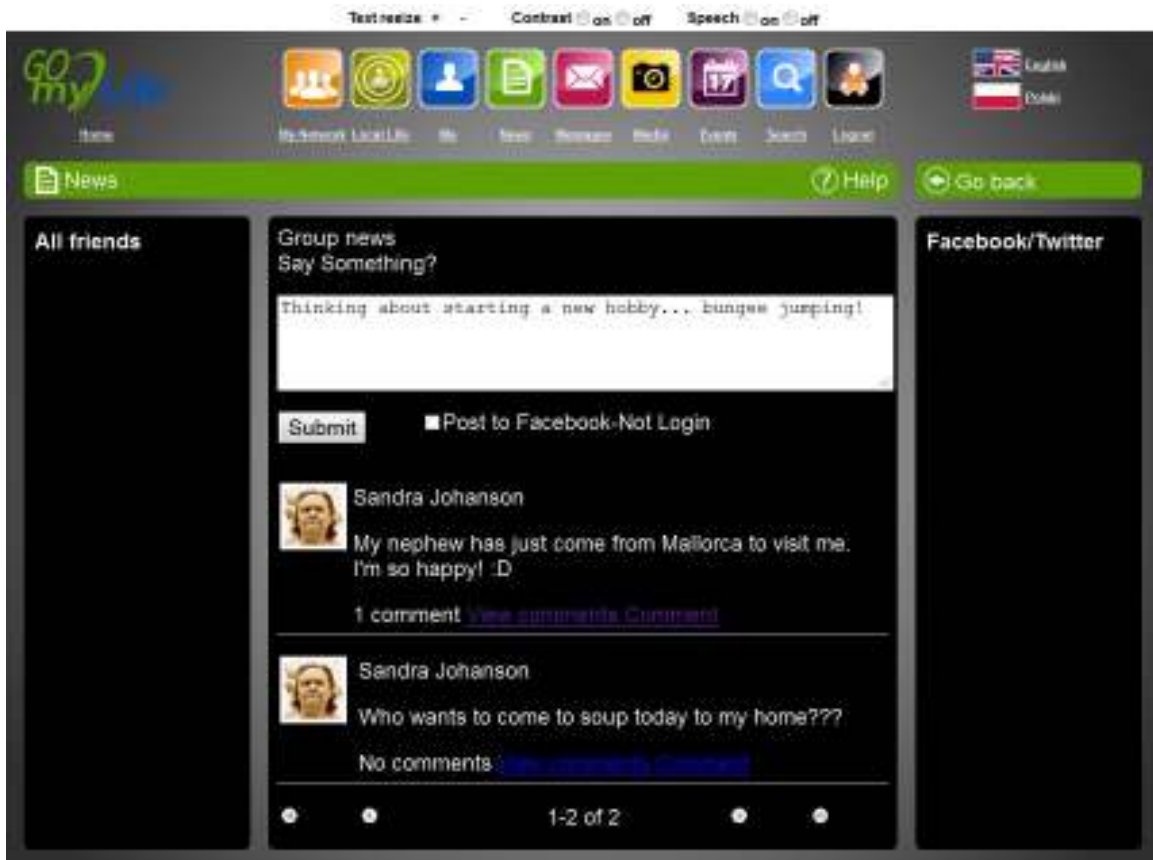 Text resize + -
Contrast on off
Speech on off
GO
my Life
Home
My Network
Local Life
Me
News
Messages
Media
Events
17
Search
Logout
English
Polski
News
Help
Go back
All friends
Group news
Say Something?
Thinking about starting a new hobby... bungee jumping!
Submit
Post to Facebook-Not Login
Sandra Johanson
My nephew has just come from Mallorca to visit me.
I'm so happy! :D
1 comment View comments Comment
Sandra Johanson
Who wants to come to soup today to my home???
No comments View comments Comment
1-2 of 2
Facebook/Twitter